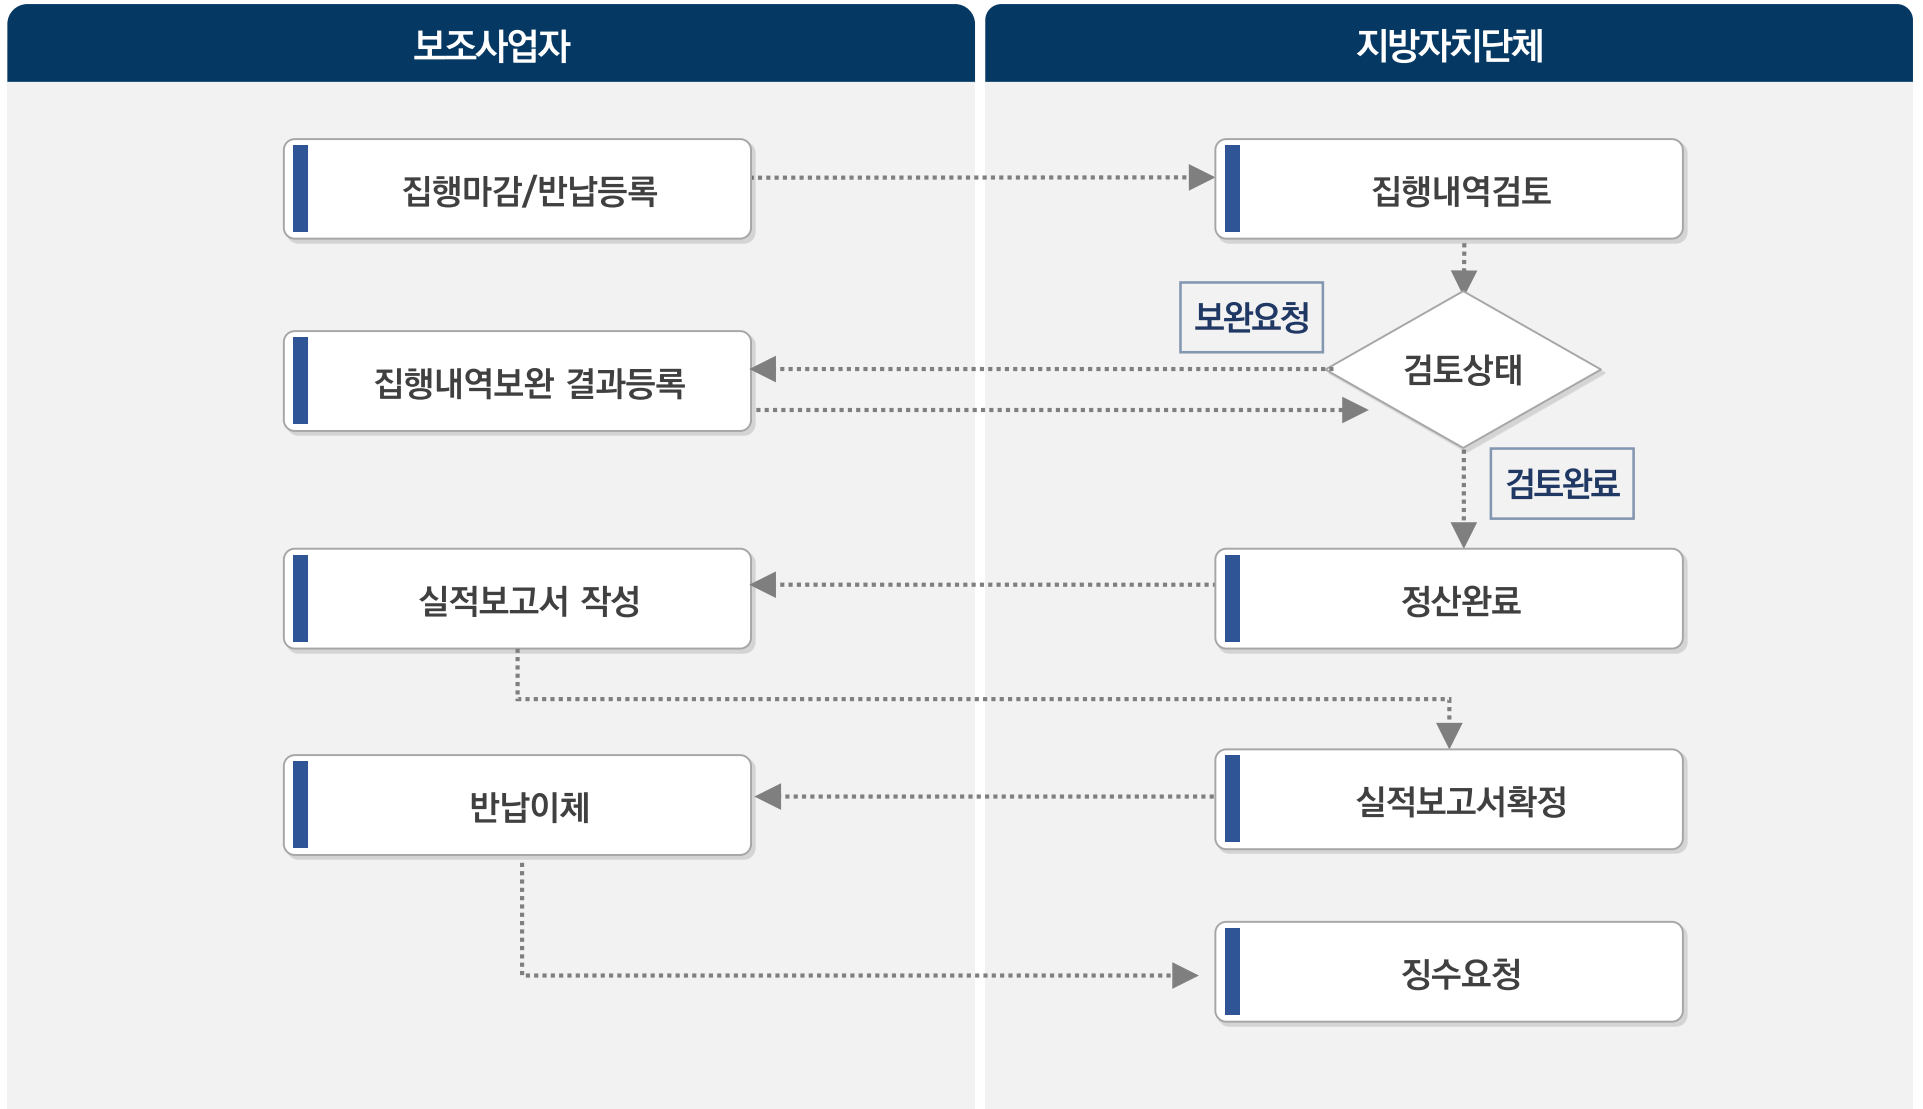 보조사업자
지방자치단체
집행마감/반납등록
집행내역검토
보완요청
집행내역보완 결과등록
검토상태
검토완료
실적보고서 작성
정산완료
반납이체
실적보고서확정
징수요청